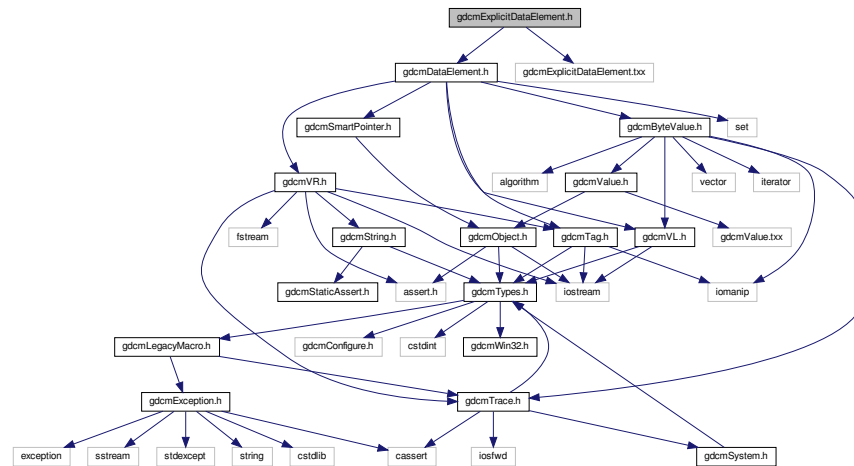 gdcmExplicitDataElement.h
gdcmDataElement.h
gdcmExplicitDataElement.txx
gdcmSmartPointer.h
gdcmByteValue.h
set
gdcmVR.h
algorithm
gdcmValue.h
vector
iterator
fstream
gdcmString.h
gdcmObject.h
gdcmTag.h
gdcmVL.h
gdcmValue.txx
gdcmStaticAssert.h
assert.h
gdcmTypes.h
iostream
iomanip
gdcmLegacyMacro.h
gdcmConfigure.h
cstdint
gdcmWin32.h
gdcmException.h
gdcmTrace.h
exception
sstream
stdexcept
string
cstdlib
cassert
iosfwd
gdcmSystem.h